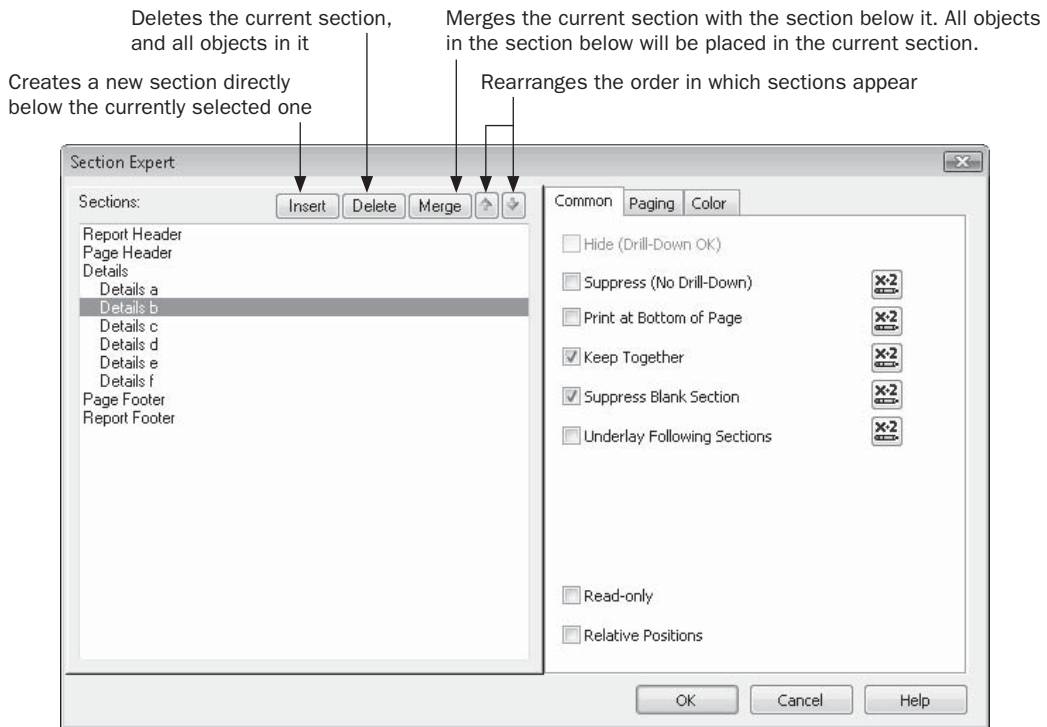 Deletes the current section,
and all objects in it
Merges the current section with the section below it. All objects
in the section below will be placed in the current section.
Creates a new section directly
below the currently selected one
Rearranges the order in which sections appear
Section Expert
Sections:
Insert
Delete
Merge
Common
Paging
Color
Report Header
Page Header
Details
Details a
Details b
Details c
Details d
Details e
Details f
Page Footer
Report Footer
Hide (Drill-Down OK)
Suppress (No Drill-Down)
X+2
Print at Bottom of Page
X+2
Keep Together
X+2
Suppress Blank Section
X+2
Underlay Following Sections
X+2
Read-only
Relative Positions
OK
Cancel
Help